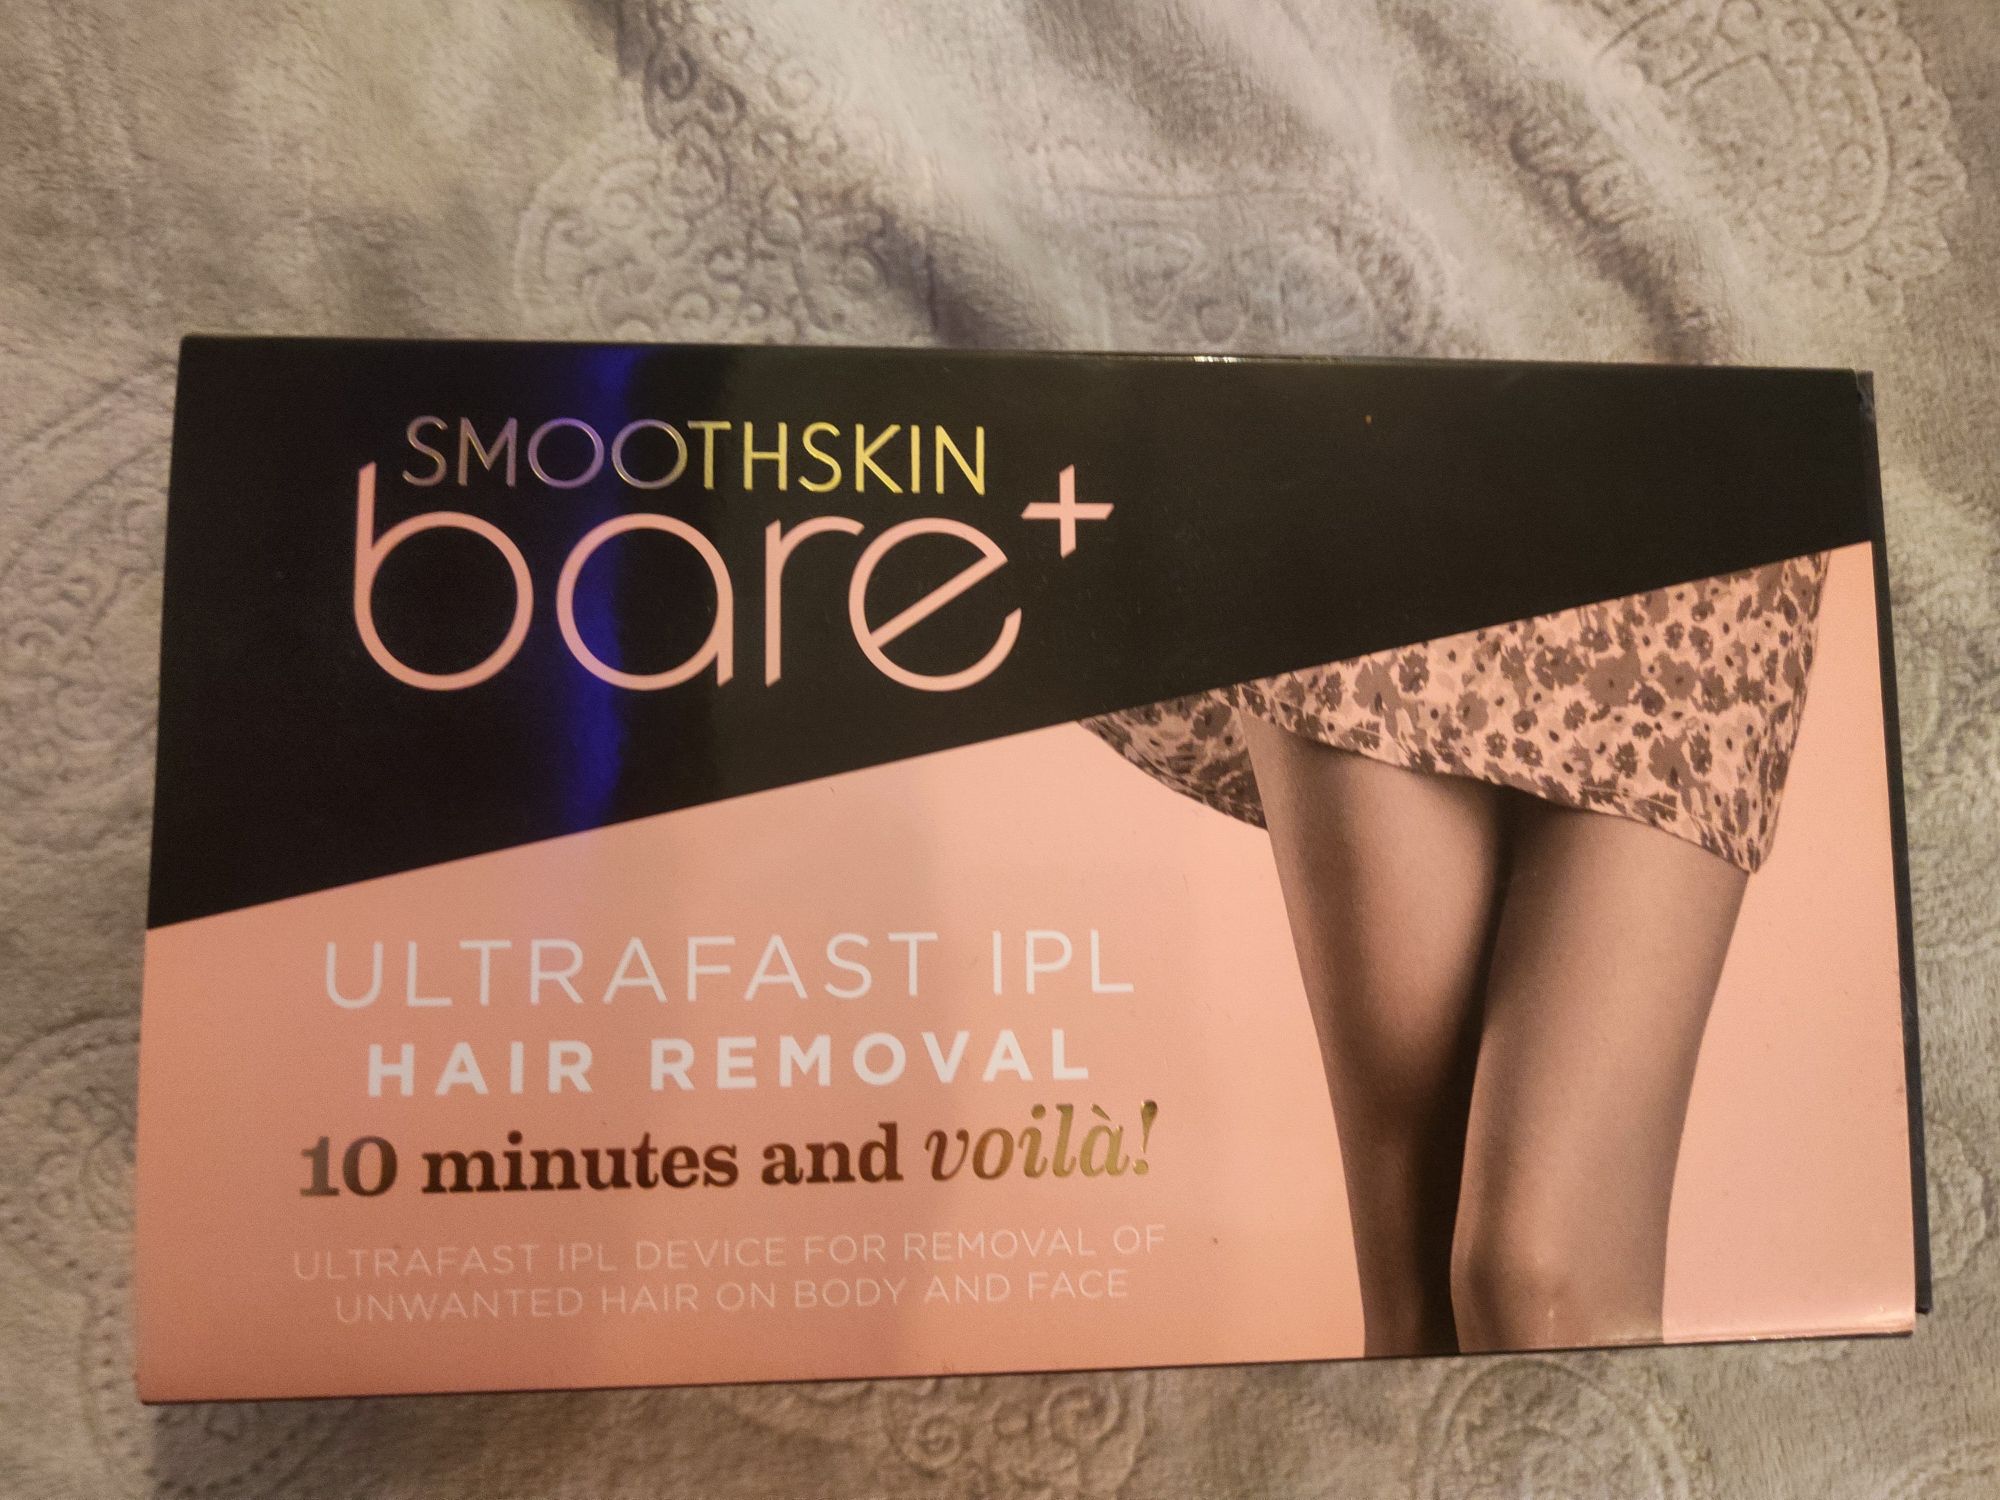 SMOOTHSKIN
bare+
ULTRAFAST IPL
HAIR REMOVAL
10 minutes and voilà!
ULTRAFAST IPL DEVICE FOR REMOVAL OF
UNWANTED HAIR ON BODY AND FACE